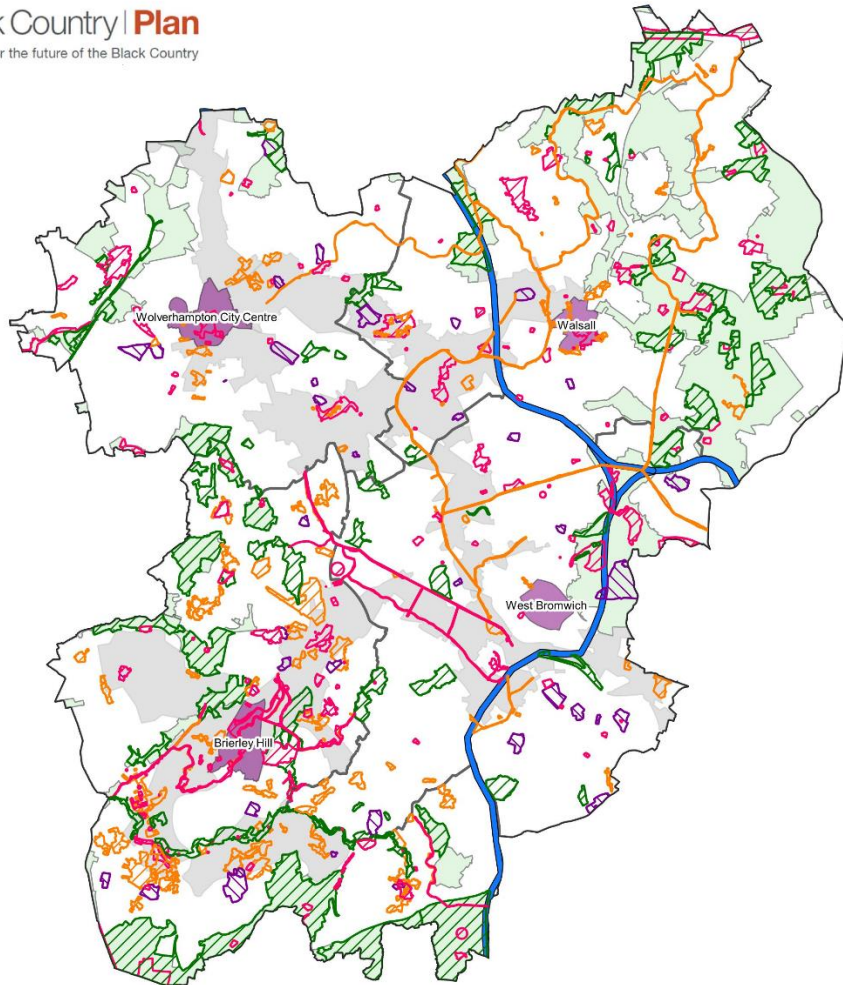 k Country | Plan
r the future of the Black Country
Wolverhampton City Centre
Walsall
West Bromwich
Brierley Hill